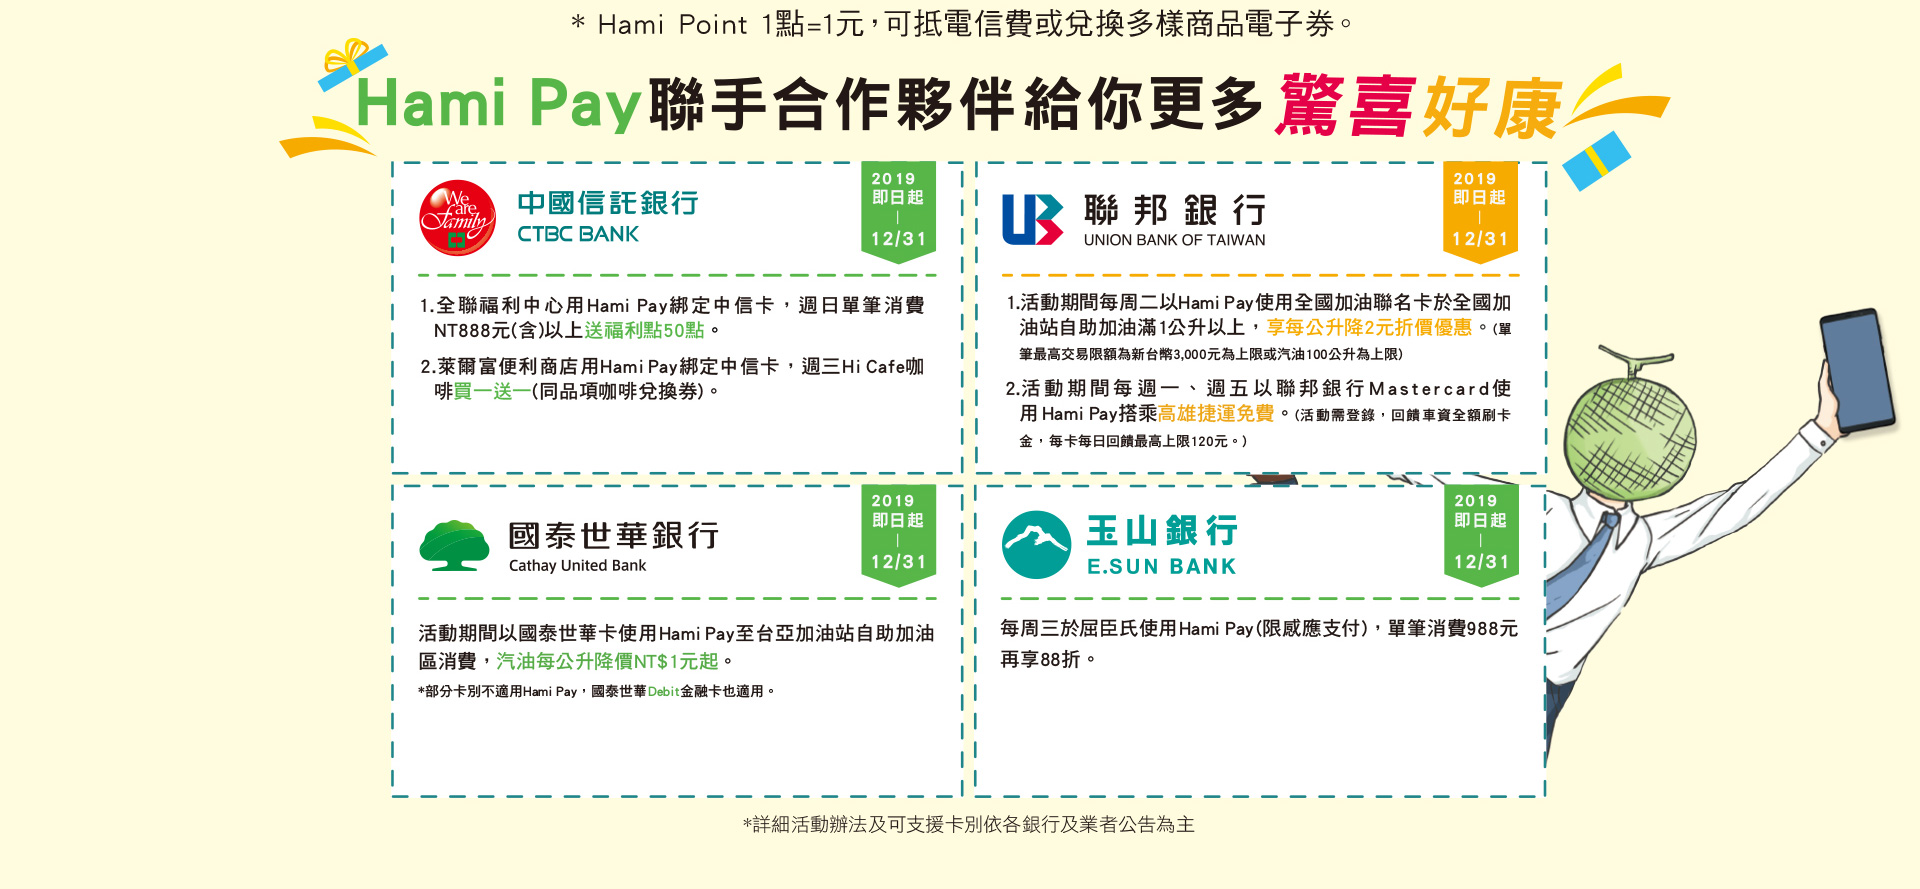 * Hami Point 1點=1元，可抵電信費或兌換多樣商品電子券。
Hami Pay聯手合作夥伴給你更多驚喜好康
We are Family
中國信託銀行
CTBC BANK
2019
即日起
|
12/31
1.全聯福利中心用Hami Pay綁定中信卡，週日單筆消費
NT888元(含)以上送福利點50點。
2.萊爾富便利商店用Hami Pay綁定中信卡，週三Hi Cafe咖
啡買一送一(同品項咖啡兌換券)。
聯邦銀行
UNION BANK OF TAIWAN
2019
即日起
|
12/31
1.活動期間每周二以Hami Pay使用全國加油聯名卡於全國加
油站自助加油滿1公升以上，享每公升降2元折價優惠。(單
筆最高交易限額為新台幣3,000元為上限或汽油100公升為上限)
2.活動期間每週一、週五以聯邦銀行Mastercard使
用Hami Pay搭乘高雄捷運免費。(活動需登錄，回饋車資全額刷卡
金，每卡每日回饋最高上限120元。)
國泰世華銀行
Cathay United Bank
2019
即日起
|
12/31
活動期間以國泰世華卡使用Hami Pay至台亞加油站自助加油
區消費，汽油每公升降價NT$1元起。
*部分卡別不適用Hami Pay，國泰世華Debit金融卡也適用。
玉山銀行
E.SUN BANK
2019
即日起
|
12/31
每周三於屈臣氏使用Hami Pay(限感應支付)，單筆消費988元
再享88折。
*詳細活動辦法及可支援卡別依各銀行及業者公告為主